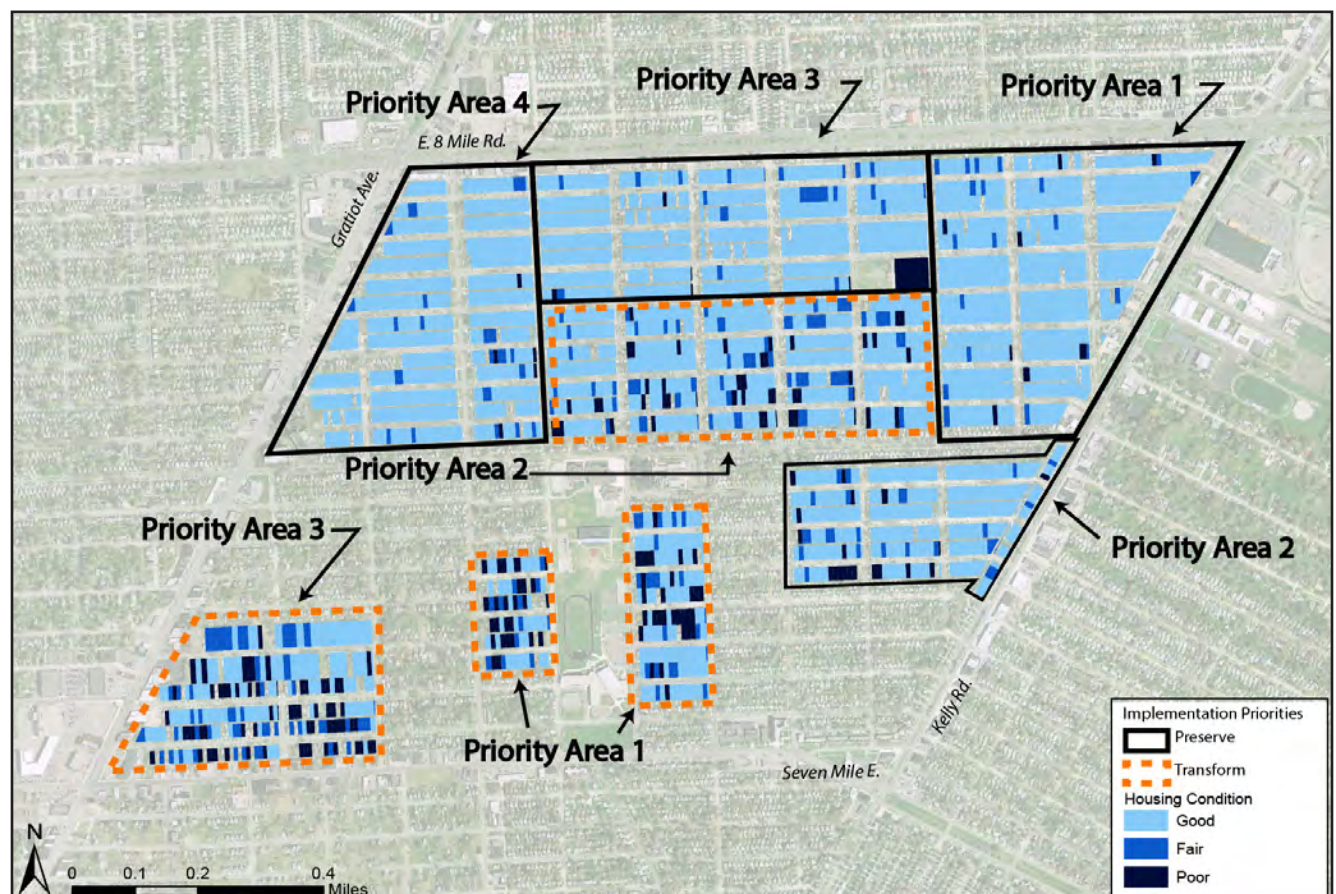 Priority Area 3
Priority Area 1
Priority Area 4
E. 8 Mile Rd.
Gratiot Ave.
Priority Area 2
Priority Area 3
Priority Area 2
Priority Area 1
Kelly Rd.
Seven Mile E.
Implementation Priorities
Preserve
Transform
Housing Condition
Good
Fair
Poor
N
0 0.1 0.2 0.4
Miles